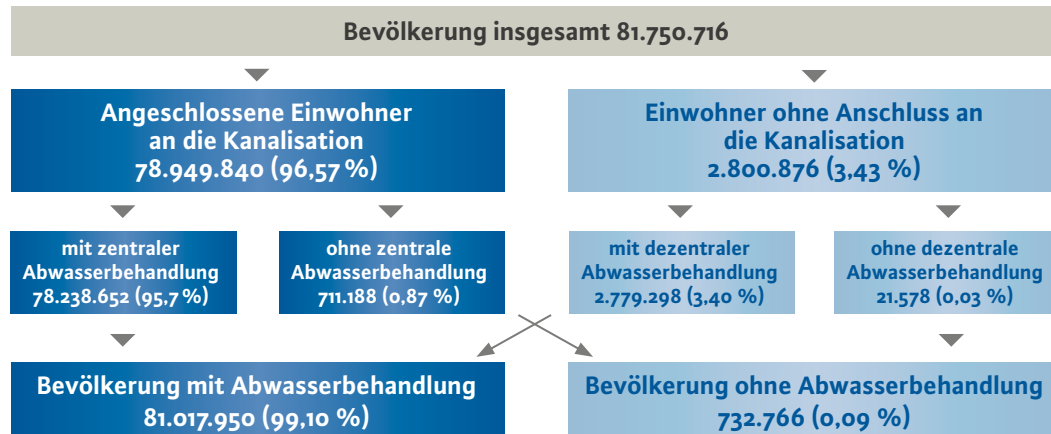 Bevölkerung insgesamt 81.750.716
Angeschlossene Einwohner
an die Kanalisation
78.949.840 (96,57 %)
Einwohner ohne Anschluss an
die Kanalisation
2.800.876 (3,43 %)
mit zentraler
Abwasserbehandlung
78.238.652 (95,7 %)
ohne zentrale
Abwasserbehandlung
711.188 (0,87 %)
mit dezentraler
Abwasserbehandlung
2.779.298 (3,40 %)
ohne dezentrale
Abwasserbehandlung
21.578 (0,03 %)
Bevölkerung mit Abwasserbehandlung
81.017.950 (99,10 %)
Bevölkerung ohne Abwasserbehandlung
732.766 (0,09 %)